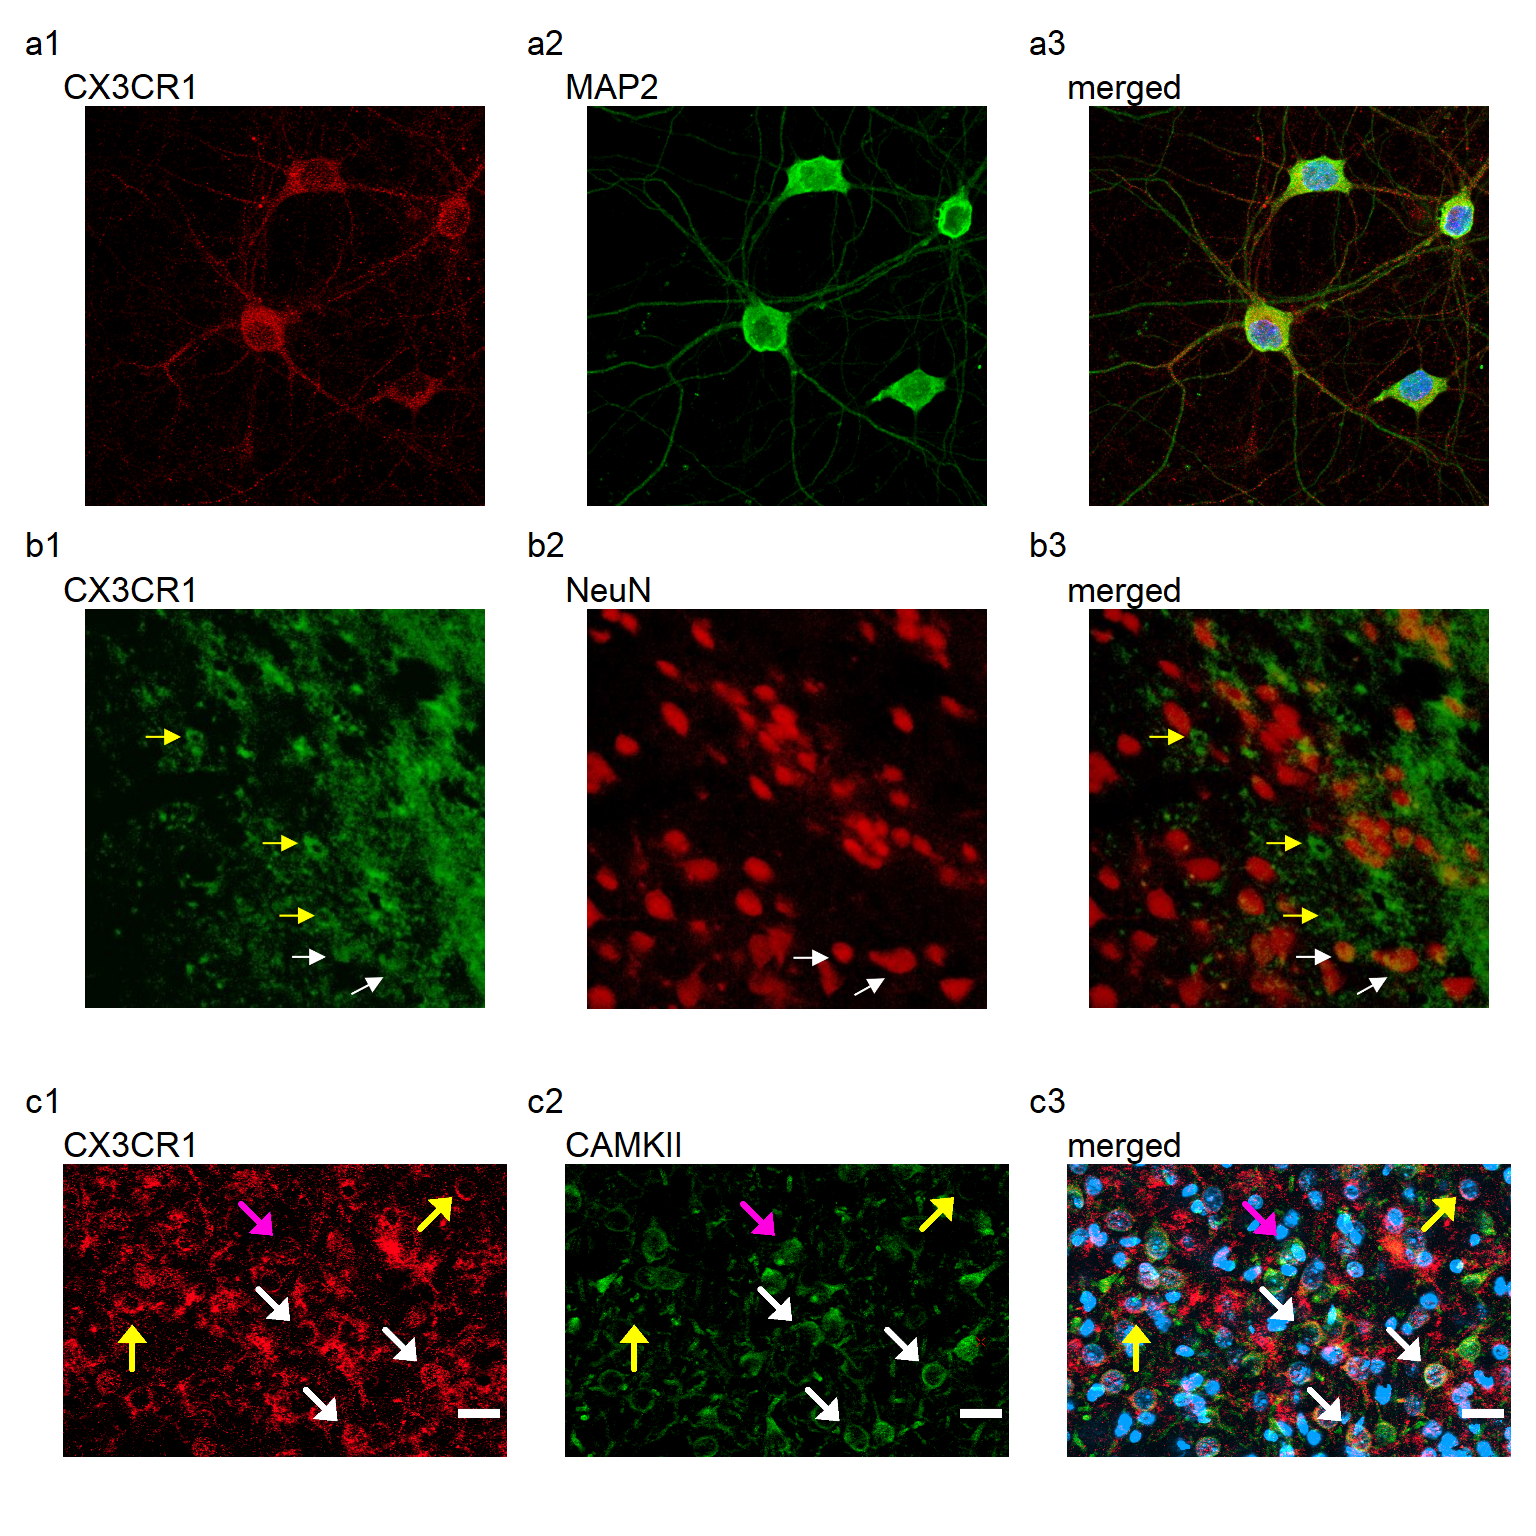 a1 a2 a3
CX3CR1 MAP2 merged
b1 b2 b3
CX3CR1 NeuN merged
c1 c2 c3
CX3CR1 CAMKII merged